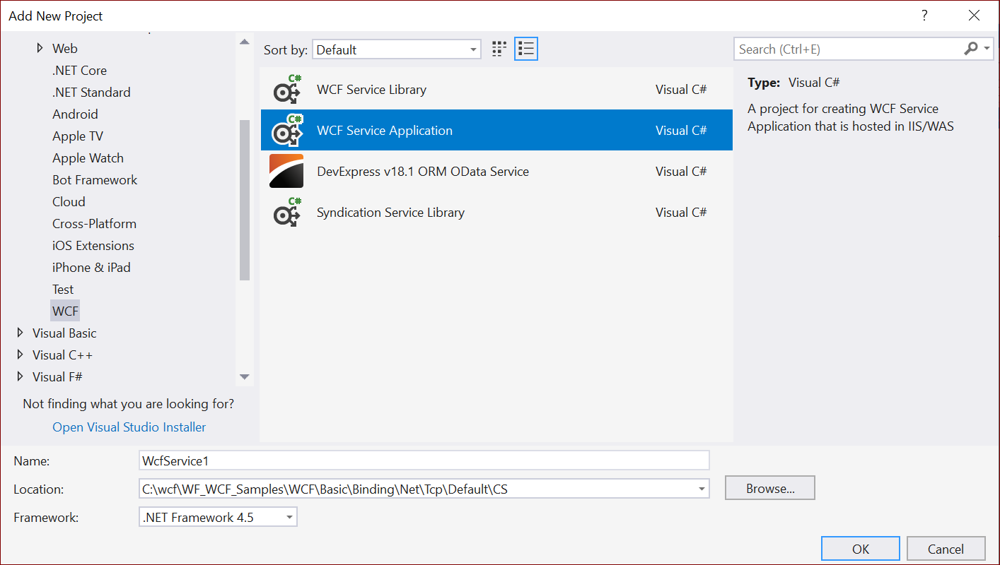 Add New Project
?
Web
.NET Core
.NET Standard
Android
Apple TV
Apple Watch
Bot Framework
Cloud
Cross-Platform
iOS Extensions
iPhone & iPad
Test
WCF
Visual Basic
Visual C++
Visual F#
Not finding what you are looking for?
Open Visual Studio Installer
Sort by: Default
C# WCF Service Library Visual C#
C# WCF Service Application Visual C#
DevExpress v18.1 ORM OData Service Visual C#
C# Syndication Service Library Visual C#
Search (Ctrl+E)
Type: Visual C#
A project for creating WCF Service
Application that is hosted in IIS/WAS
Name: WcfService1
Location: C:\wcf\WF_WCF_Samples\WCF\Basic\Binding\Net\Tcp\Default\CS Browse...
Framework: .NET Framework 4.5
OK Cancel